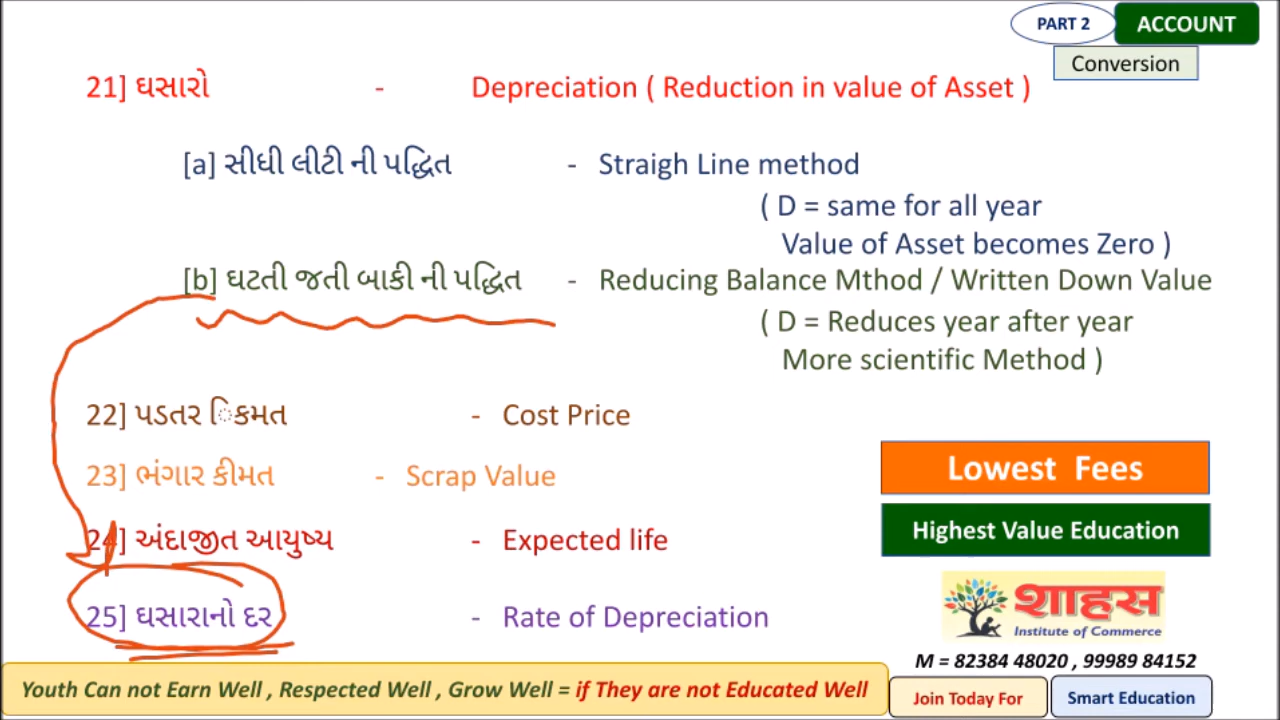 PART 2
ACCOUNT
Conversion
21] ઘસારો - Depreciation ( Reduction in value of Asset )
[a] સીધી લીટી ની પદ્ધિત - Straigh Line method
( D = same for all year
Value of Asset becomes Zero )
[b] ઘટતી જતી બાકી ની પદ્ધિત - Reducing Balance Mthod / Written Down Value
( D = Reduces year after year
More scientific Method )
22] પડતર િકમત - Cost Price
23] ભંગાર કીમત - Scrap Value
24] અંદાજીત આયુષ્ય - Expected life
25] ઘસારાનો દર - Rate of Depreciation
Lowest Fees
Highest Value Education
शाहस
Institute of Commerce
M = 82384 48020 , 99989 84152
Youth Can not Earn Well , Respected Well , Grow Well = if They are not Educated Well
Join Today For
Smart Education